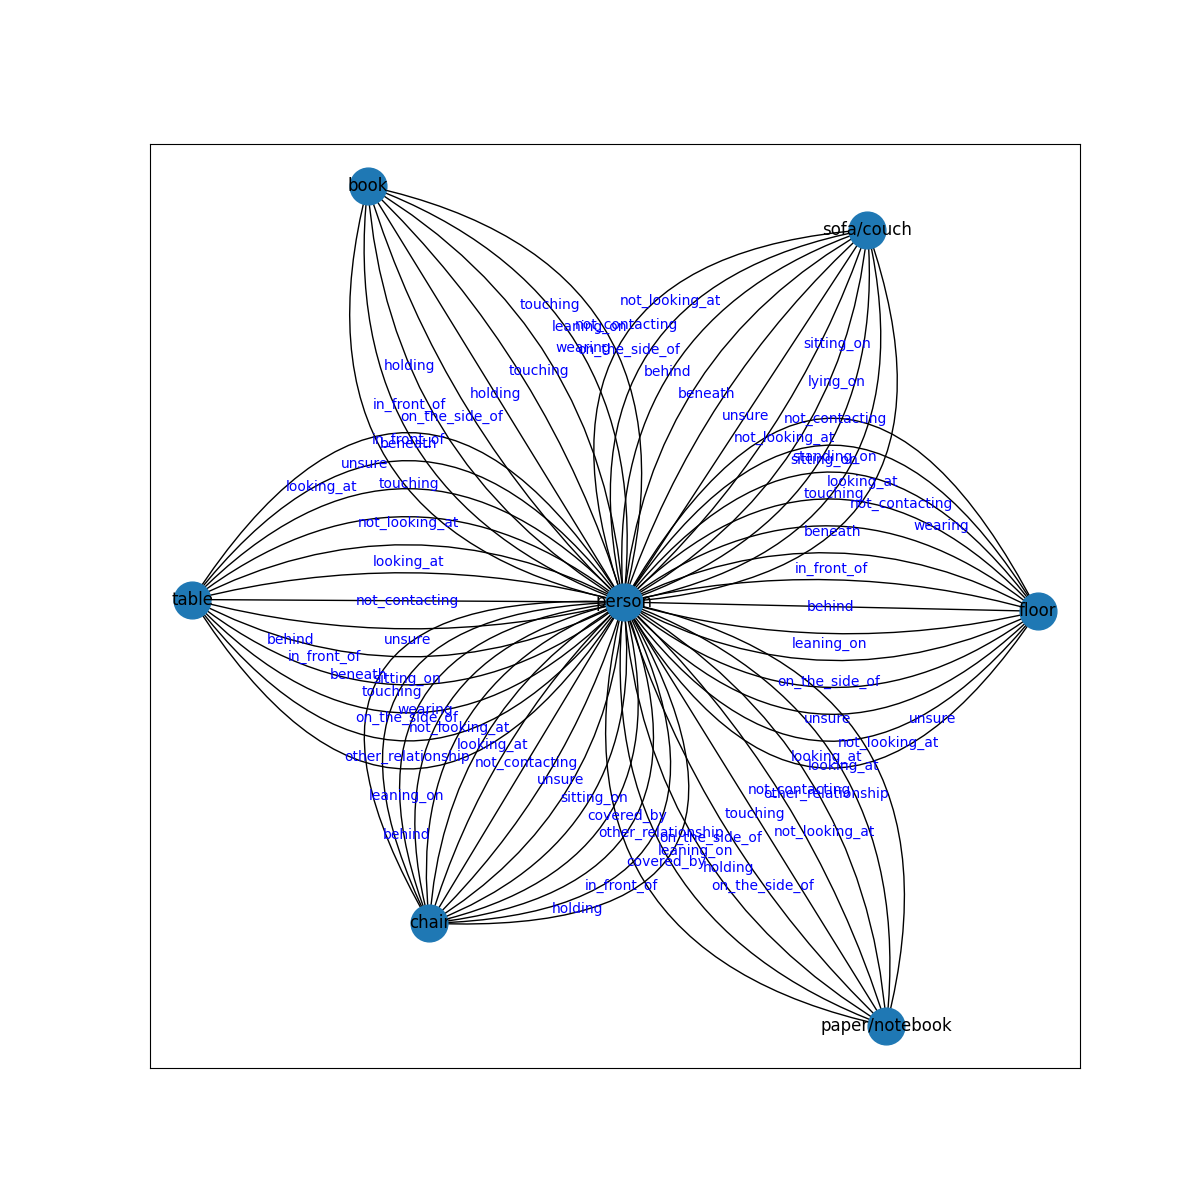 book
sofa/couch
not_looking_at
touching
not_contacting
leaning_on
sitting_on
wearing
on_the_side_of
holding
touching
behind
lying_on
holding
beneath
in_front_of
on_the_side_of
unsure
not_contacting
in_front_of
beneath
not_looking_at
unsure
standing_on
sitting_on
looking_at
touching
looking_at
touching
not_contacting
not_looking_at
wearing
beneath
looking_at
in_front_of
table
not_contacting
person
behind
floor
behind
unsure
leaning_on
in_front_of
beneath
sitting_on
on_the_side_of
touching
wearing
on_the_side_of
not_looking_at
unsure
unsure
looking_at
not_looking_at
other_relationship
not_contacting
looking_at
looking_at
unsure
leaning_on
sitting_on
not_contacting
other_relationship
covered_by
touching
behind
other_relationship
on_the_side_of
not_looking_at
leaning_on
covered_by
holding
in_front_of
on_the_side_of
holding
chair
paper/notebook